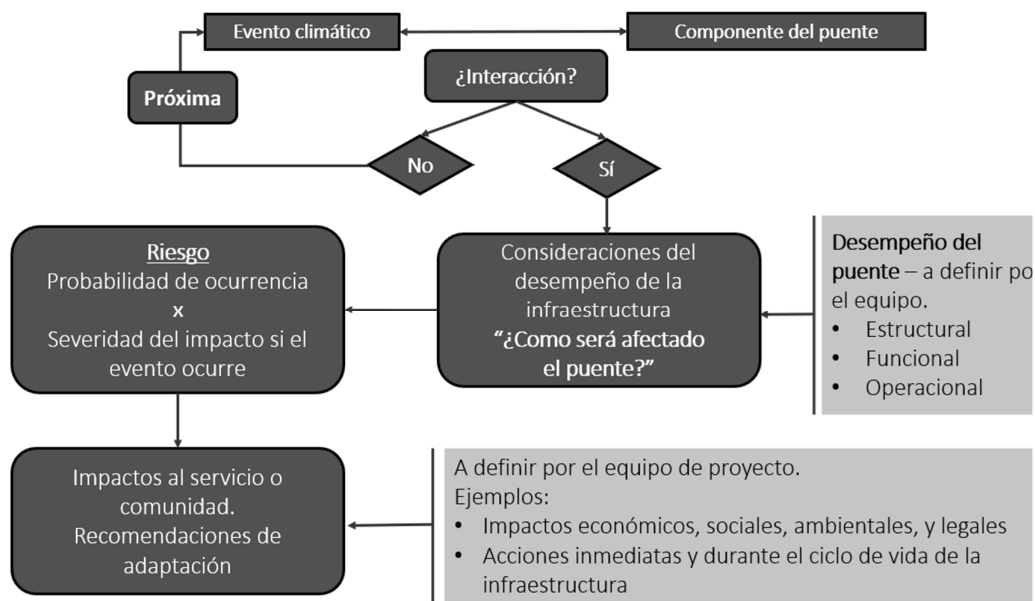 Evento climático
Componente del puente
¿Interacción?
Próxima
No
Sí
Riesgo
Probabilidad de ocurrencia
x
Severidad del impacto si el
evento ocurre
Consideraciones del
desempeño de la
infraestructura
“¿Como será afectado
el puente?”
Desempeño del
puente – a definir po
el equipo.
• Estructural
• Funcional
• Operacional
Impactos al servicio o
comunidad.
Recomendaciones de
adaptación
A definir por el equipo de proyecto.
Ejemplos:
• Impactos económicos, sociales, ambientales, y legales
• Acciones inmediatas y durante el ciclo de vida de la
infraestructura